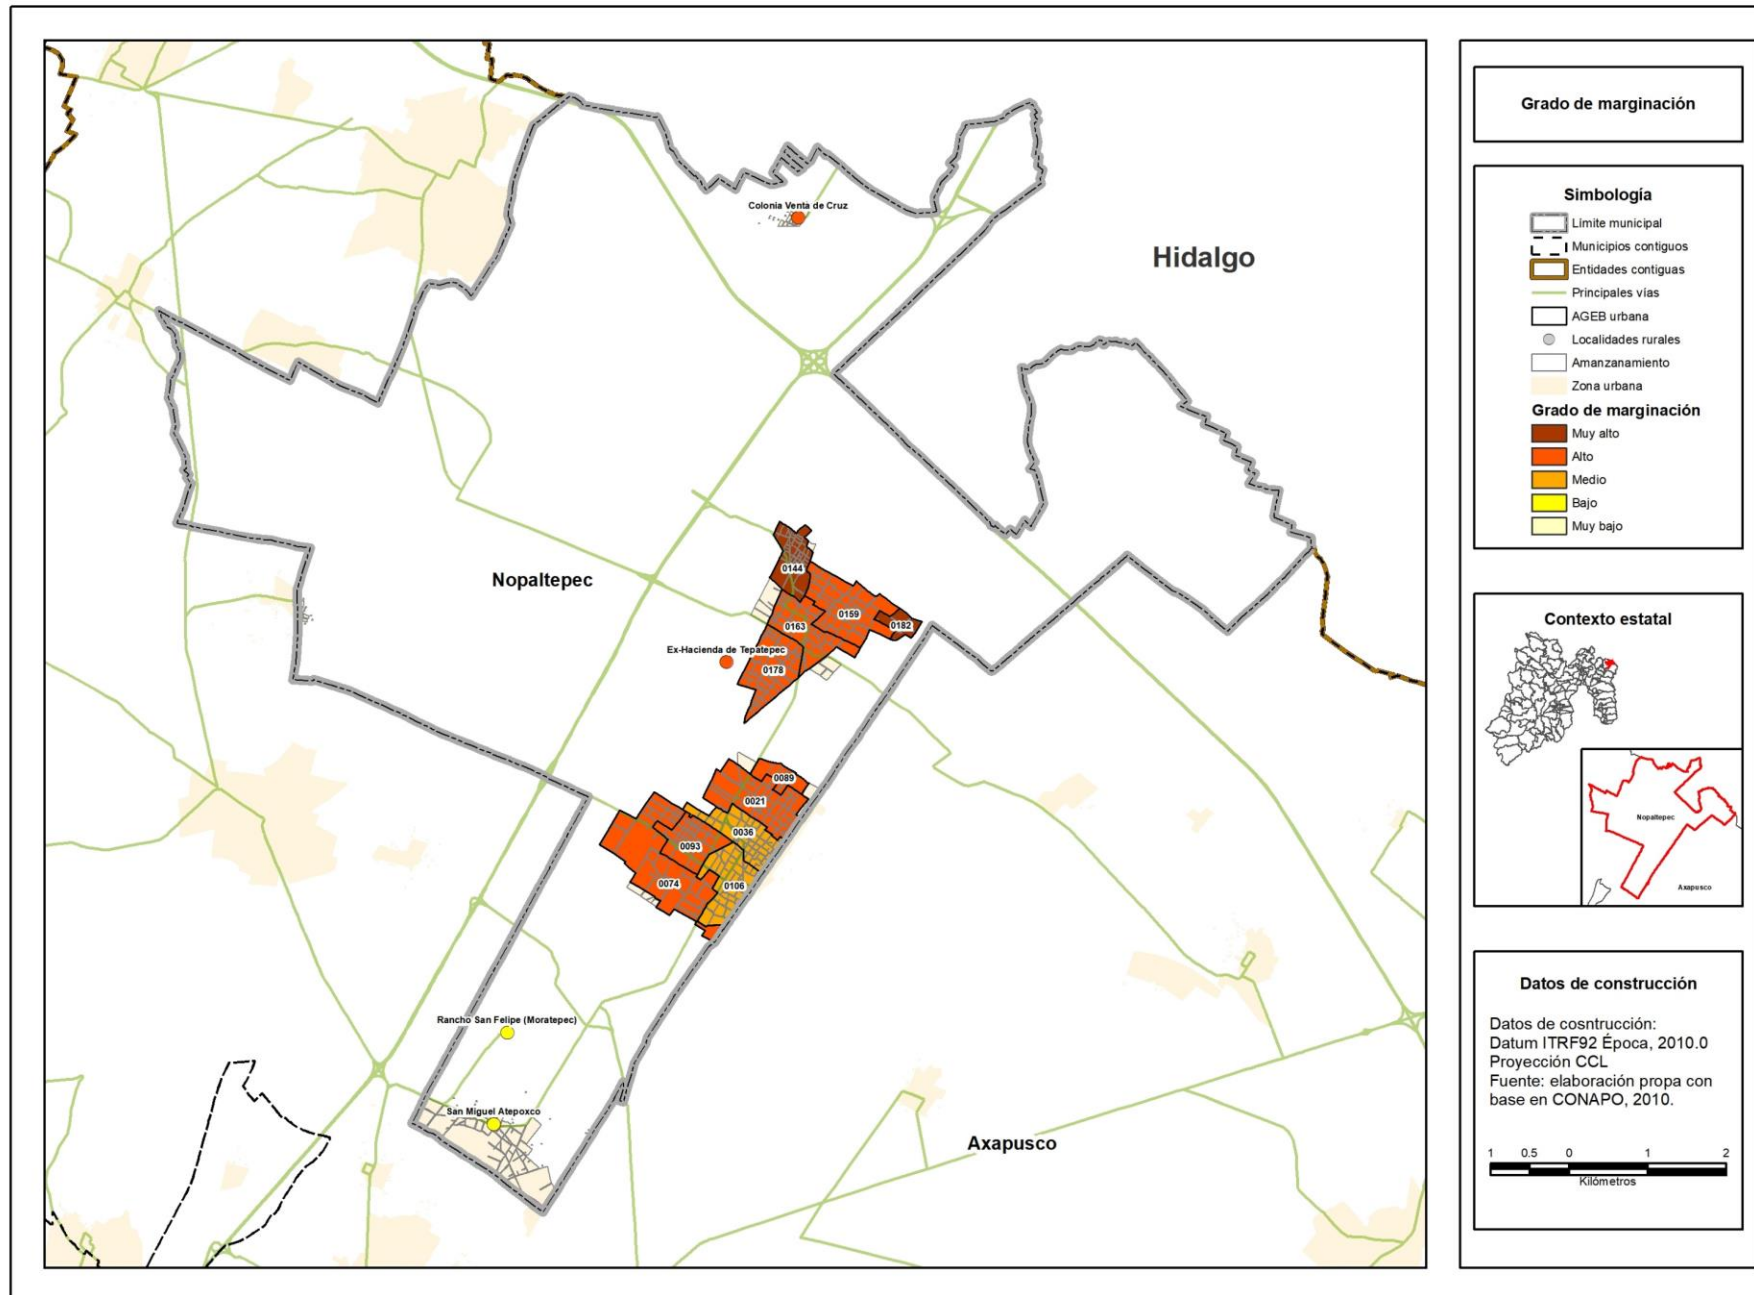 Colonia Venta de Cruz
Hidalgo
Nopaltepec
0144
0159
0163
0182
Ex-Hacienda de Tepatepec
0178
0089
0021
0036
0093
0074
0106
Rancho San Felipe (Moratepec)
San Miguel Atepoxco
Axapusco
Grado de marginación
Simbología
Límite municipal
Municipios contiguos
Entidades contiguas
Principales vías
AGEB urbana
Localidades rurales
Amanzanamiento
Zona urbana
Grado de marginación
Muy alto
Alto
Medio
Bajo
Muy bajo
Contexto estatal
Nopaltepec
Axapusco
Datos de construcción
Datos de cosntrucción:
Datum ITRF92 Época, 2010.0
Proyección CCL
Fuente: elaboración propa con
base en CONAPO, 2010.
1 0.5 0 1 2
Kilómetros